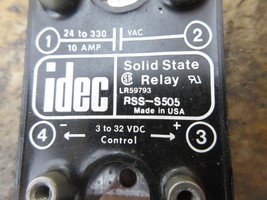 1 24 to 330 VAC 2
10 AMP
idec Solid State
Relay
LR59793
RSS-S505
Made in USA
4 - 3 to 32 VDC + 3
Control